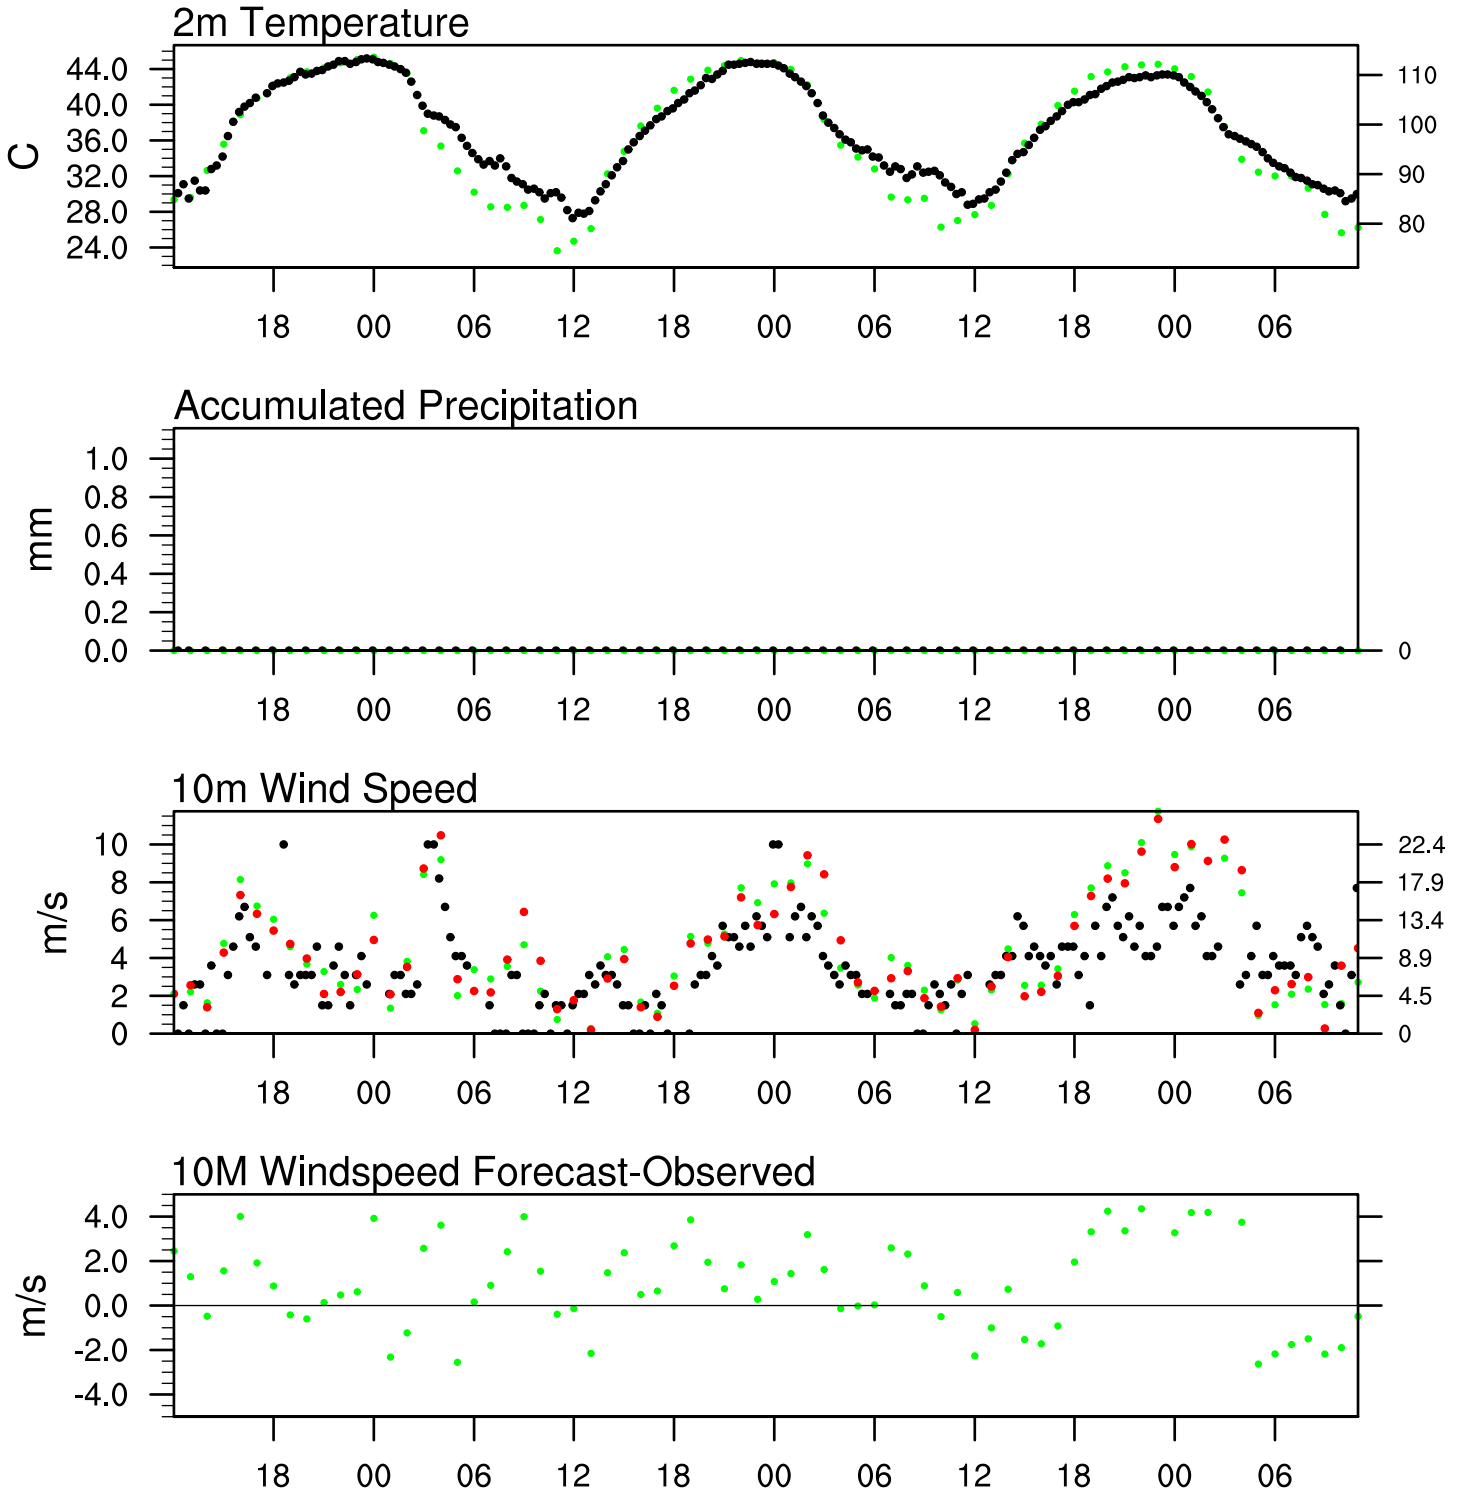 2m Temperature
44.0
40.0
36.0
32.0
28.0
24.0
C
110
100
90
80
18 00 06 12 18 00 06 12 18 00 06
Accumulated Precipitation
1.0
0.8
0.6
0.4
0.2
0.0
mm
0
18 00 06 12 18 00 06 12 18 00 06
10m Wind Speed
10
8
6
4
2
0
m/s
22.4
17.9
13.4
8.9
4.5
0
18 00 06 12 18 00 06 12 18 00 06
10M Windspeed Forecast-Observed
4.0
2.0
0.0
-2.0
-4.0
m/s
18 00 06 12 18 00 06 12 18 00 06